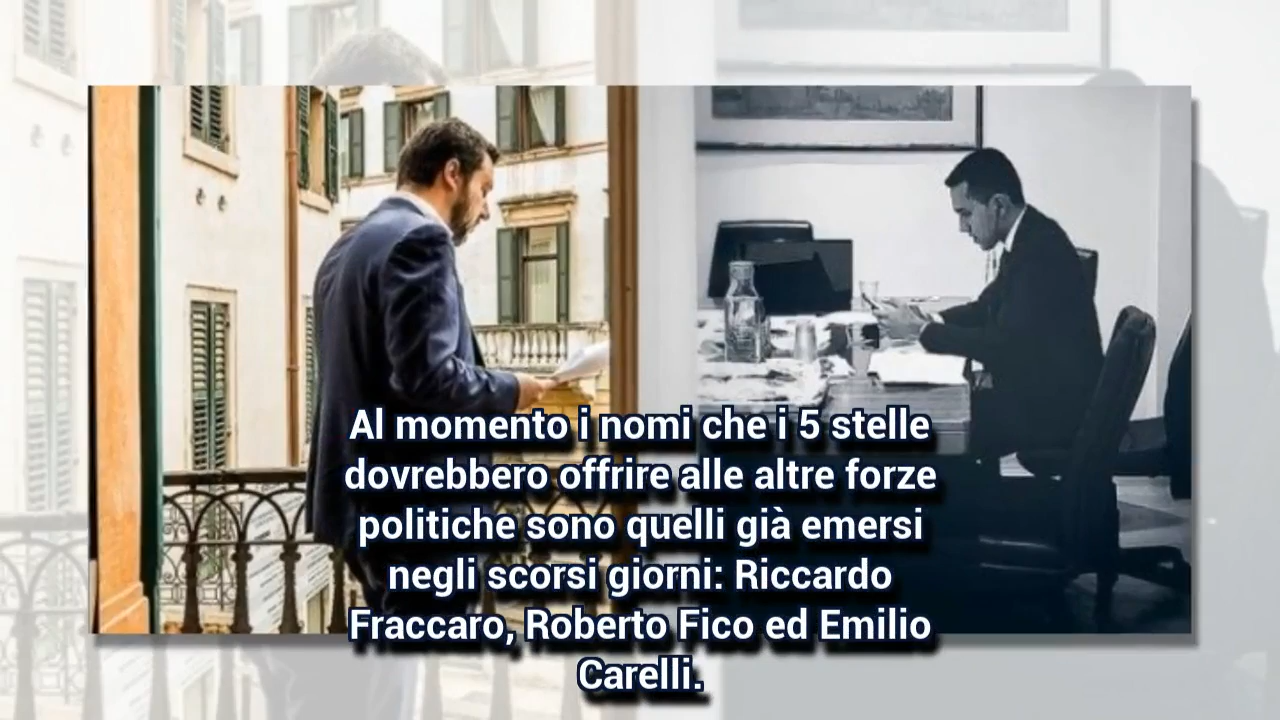 Al momento i nomi che i 5 stelle
dovrebbero offrire alle altre forze
politiche sono quelli già emersi
negli scorsi giorni: Riccardo
Fraccaro, Roberto Fico ed Emilio
Carelli.